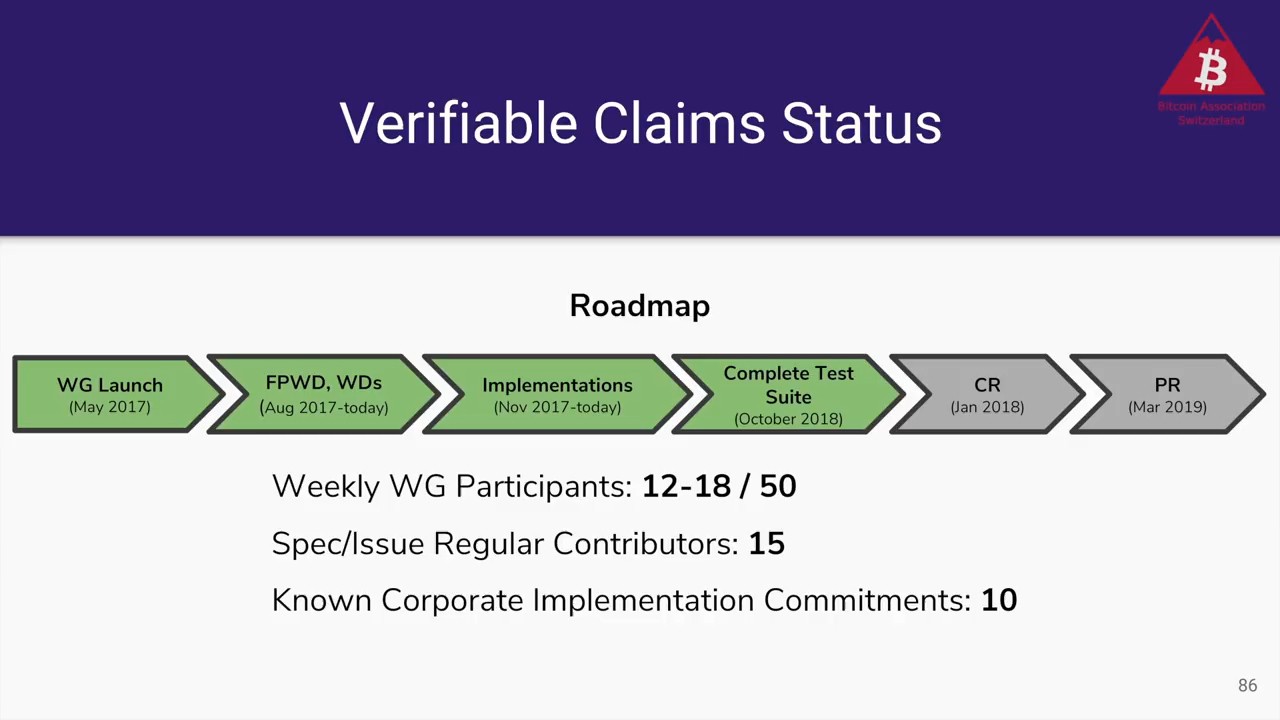 Bitcoin Association
Switzerland
Verifiable Claims Status
Roadmap
WG Launch
(May 2017)
FPWD, WDs
(Aug 2017-today)
Implementations
(Nov 2017-today)
Complete Test
Suite
(October 2018)
CR
(Jan 2018)
PR
(Mar 2019)
Weekly WG Participants: 12-18 / 50
Spec/Issue Regular Contributors: 15
Known Corporate Implementation Commitments: 10
86